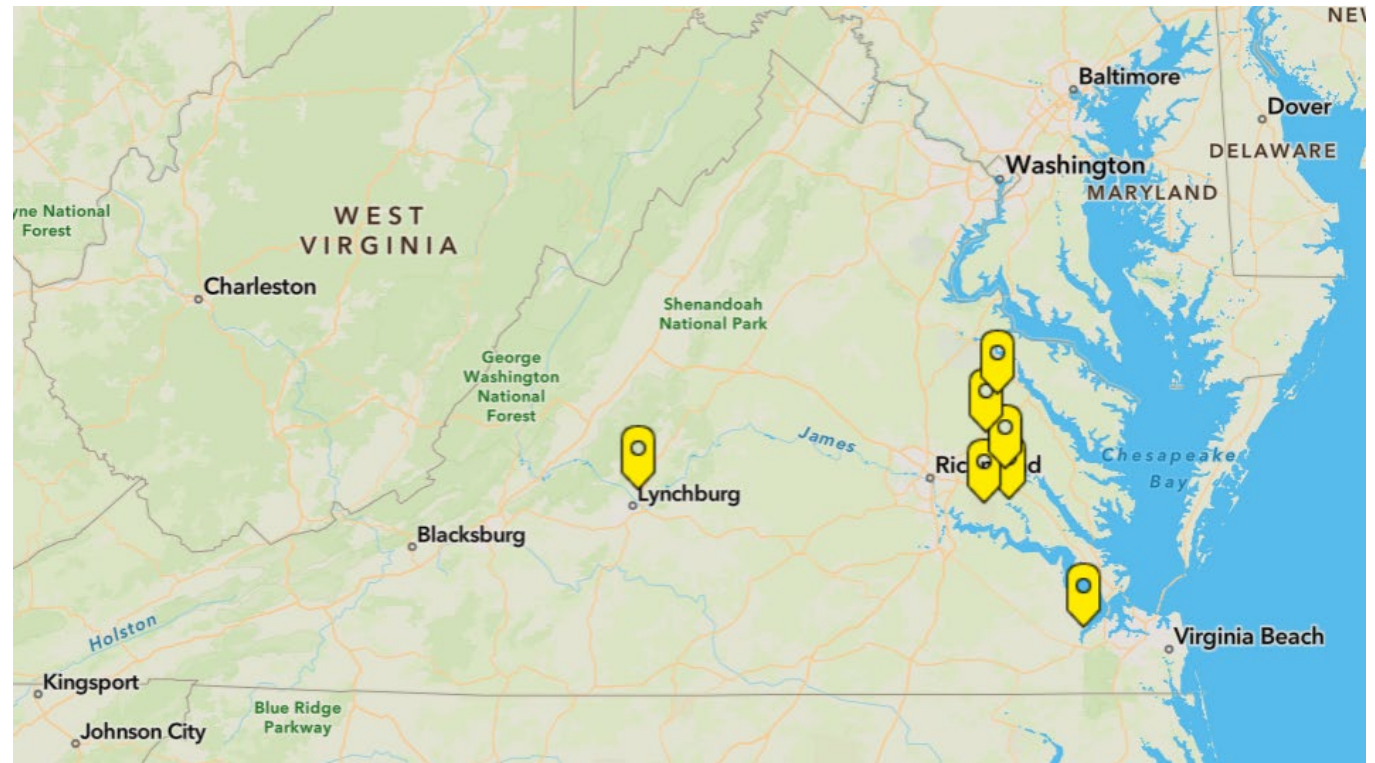 NEV
Baltimore
Dover
DELAWARE
Washington
MARYLAND
yne National
Forest
WEST
VIRGINIA
Charleston
Shenandoah
National Park
George
Washington
National
Forest
James
Chesapeake
Bay
Lynchburg
Blacksburg
Holston
Virginia Beach
Kingsport
Blue Ridge
Parkway
Johnson City